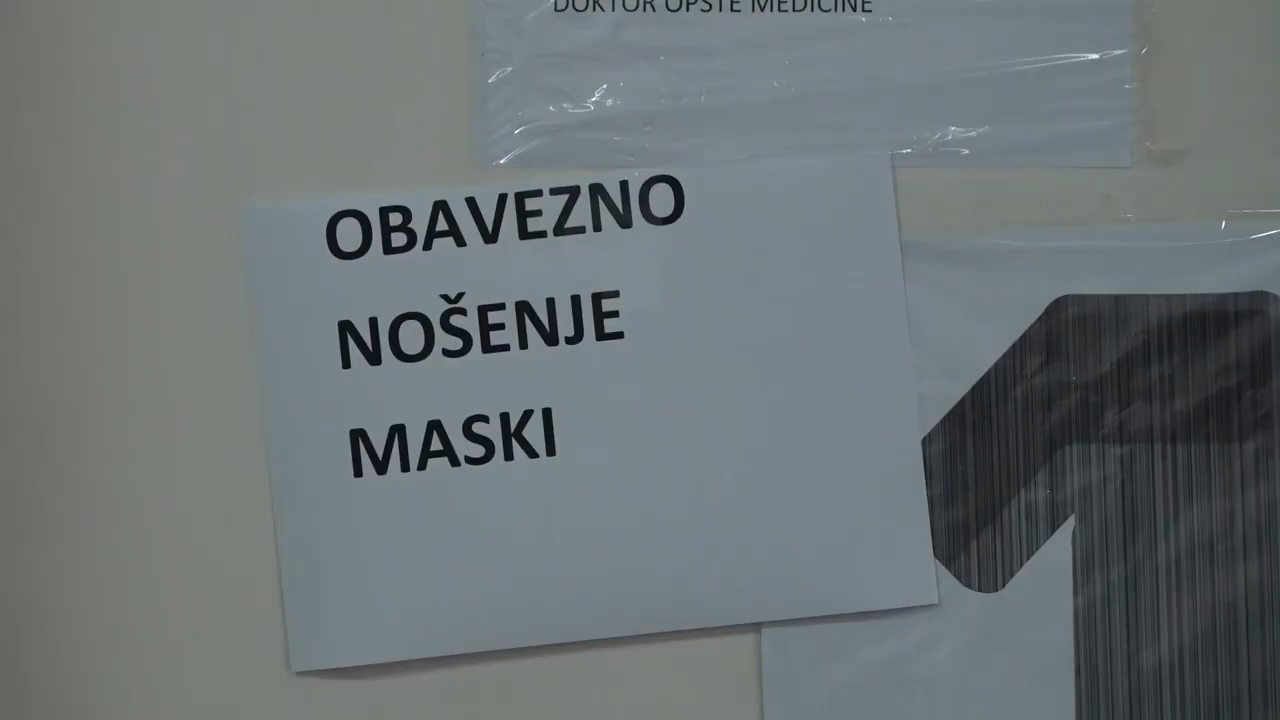 DOKTOR OPŠTE MEDICINE
OBAVEZNO
NOŠENJE
MASKI
1